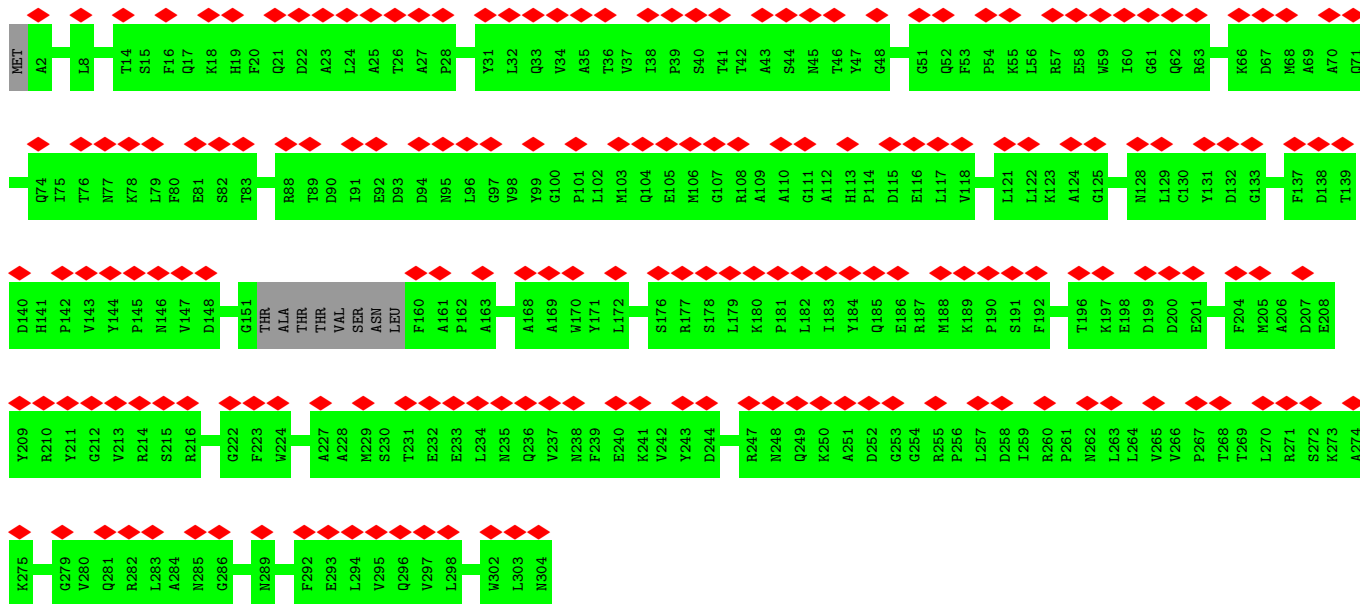 MET A2 L8 T14 S15 F16 Q17 K18 H19 F20 Q21 D22 A23 L24 A25 T26 A27 P28 Y31 L32 Q33 V34 A35 T36 V37 I38 P39 S40 T41 T42 A43 S44 N45 T46 Y47 G48 G51 Q52 F53 P54 K55 L56 R57 E58 W59 I60 G61 Q62 R63 K66 D67 M68 A69 A70 Q71
Q74 I75 T76 N77 K78 L79 F80 E81 S82 T83 R88 T89 D90 I91 E92 D93 D94 N95 L96 G97 V98 Y99 G100 P101 L102 M103 Q104 E105 M106 G107 R108 A109 A110 G111 A112 H113 P114 D115 E116 L117 V118 L121 L122 K123 A124 G125 N128 L129 C130 Y131 D132 G133 F137 D138 T139
D140 H141 P142 V143 Y144 P145 N146 V147 D148 G151 THR ALA THR THR VAL SER ASN LEU F160 A161 P162 A163 A168 A169 W170 Y171 L172 S176 R177 S178 L179 K180 P181 L182 I183 Y184 Q185 E186 R187 M188 K189 P190 S191 F192 T196 K197 E198 D199 D200 E201 F204 M205 A206 D207 E208
Y209 R210 Y211 G212 V213 R214 S215 R216 G222 F223 W224 A227 A228 M229 S230 T231 E232 E233 L234 N235 Q236 V237 N238 F239 E240 K241 V242 Y243 D244 R247 N248 Q249 K250 A251 D252 G253 G254 R255 P256 L257 D258 I259 R260 P261 N262 L263 L264 V265 V266 P267 T268 T269 L270 R271 S272 K273 A274
K275 G279 V280 Q281 R282 L283 A284 N285 G286 N289 F292 E293 L294 V295 Q296 V297 L298 W302 L303 N304